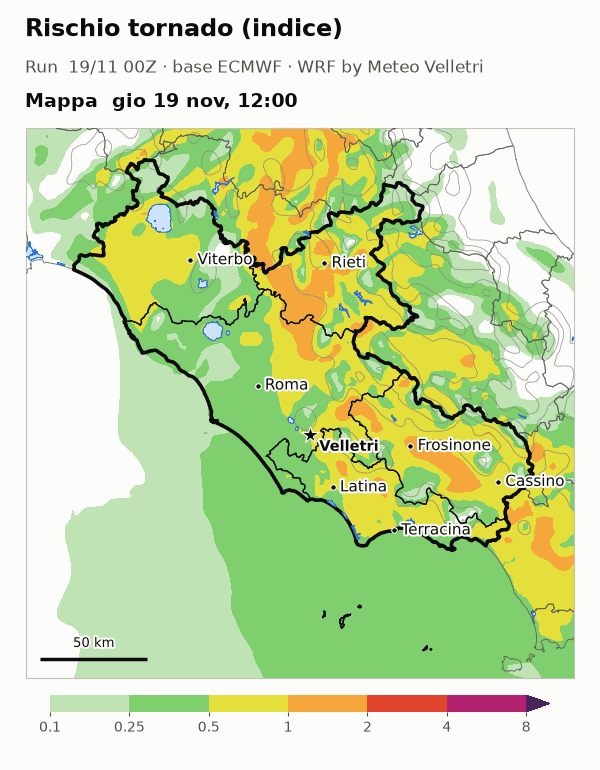 Rischio tornado (indice)
Run 19/11 00Z · base ECMWF · WRF by Meteo Velletri
Mappa gio 19 nov, 12:00
Viterbo
Rieti
Roma
Velletri
Frosinone
Latina
Cassino
Terracina
50 km
0.1 0.25 0.5 1 2 4 8